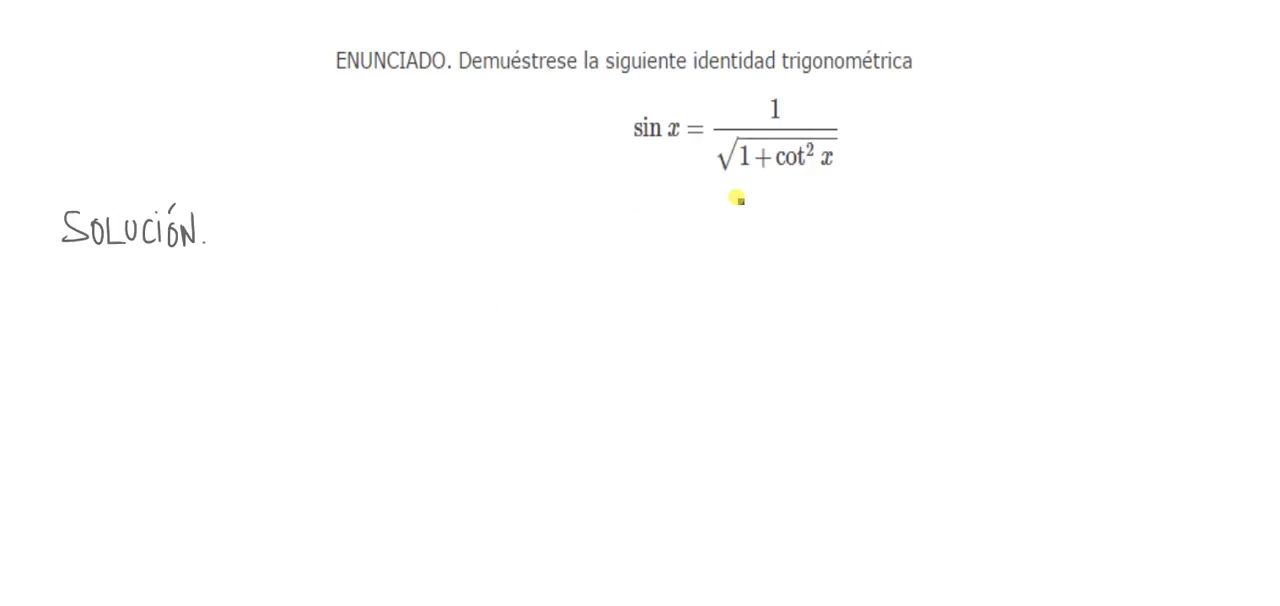 ENUNCIADO. Demuéstrese la siguiente identidad trigonométrica
sin x = 1 / √(1+cot² x)
SOLUCIÓN.